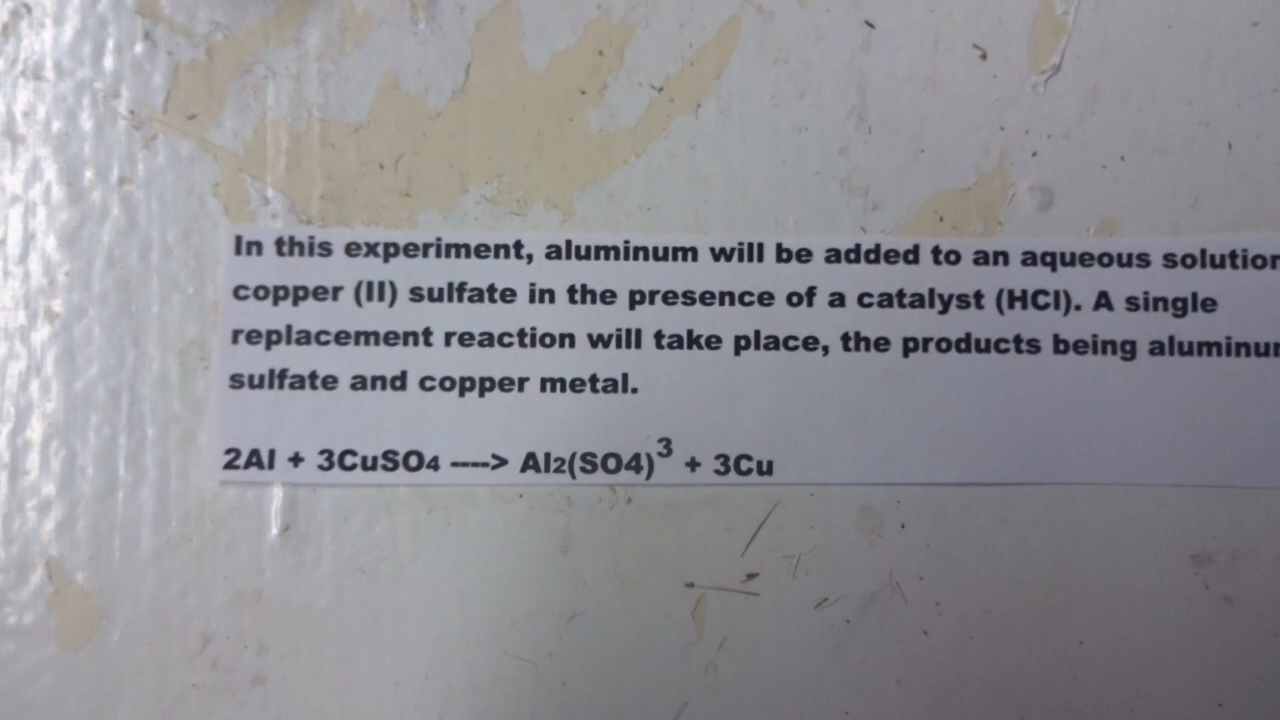 In this experiment, aluminum will be added to an aqueous solution
copper (II) sulfate in the presence of a catalyst (HCl). A single
replacement reaction will take place, the products being aluminum
sulfate and copper metal.
2Al + 3CuSO4 ----> Al2(SO4)³ + 3Cu